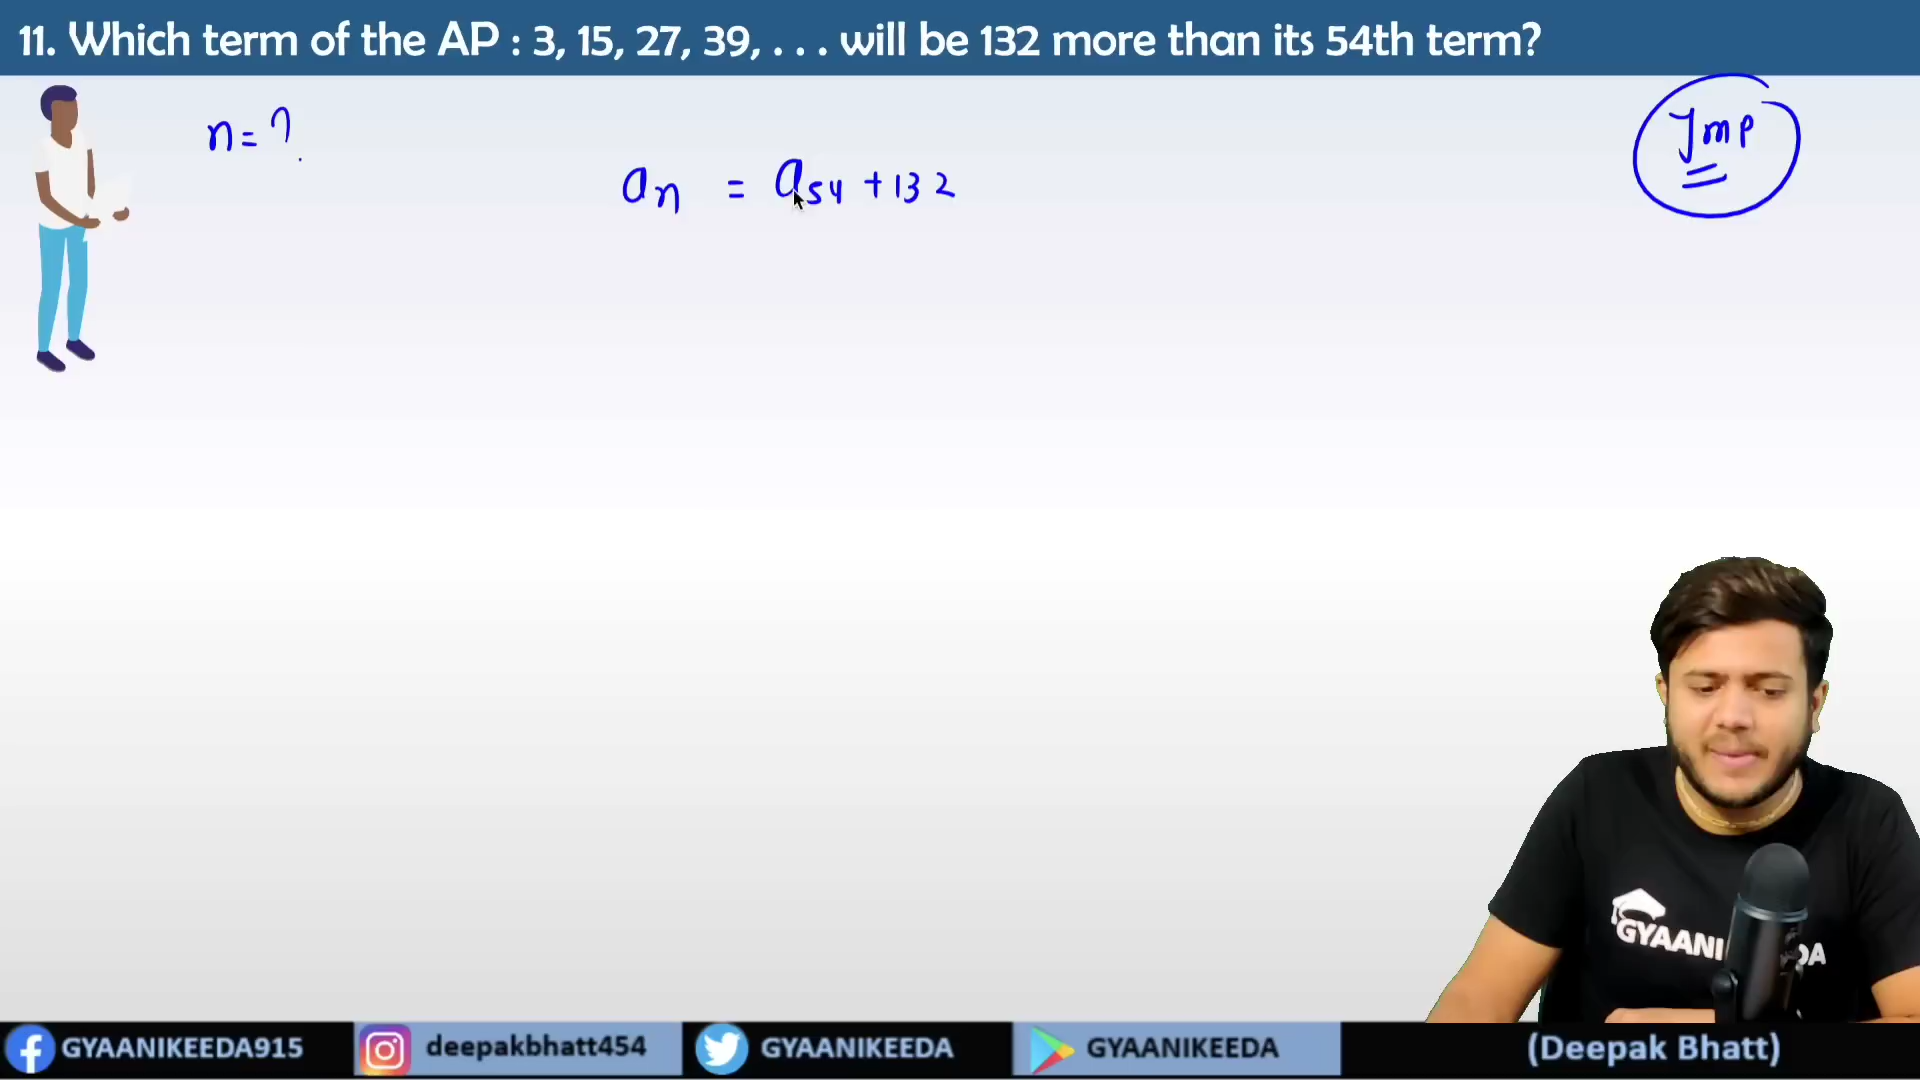 11. Which term of the AP : 3, 15, 27, 39, . . . will be 132 more than its 54th term?
n = ?
Imp
an = a54 + 132
GYAANI DA
GYAANIKEEDA915
deepakbhatt454
GYAANIKEEDA
GYAANIKEEDA
(Deepak Bhatt)